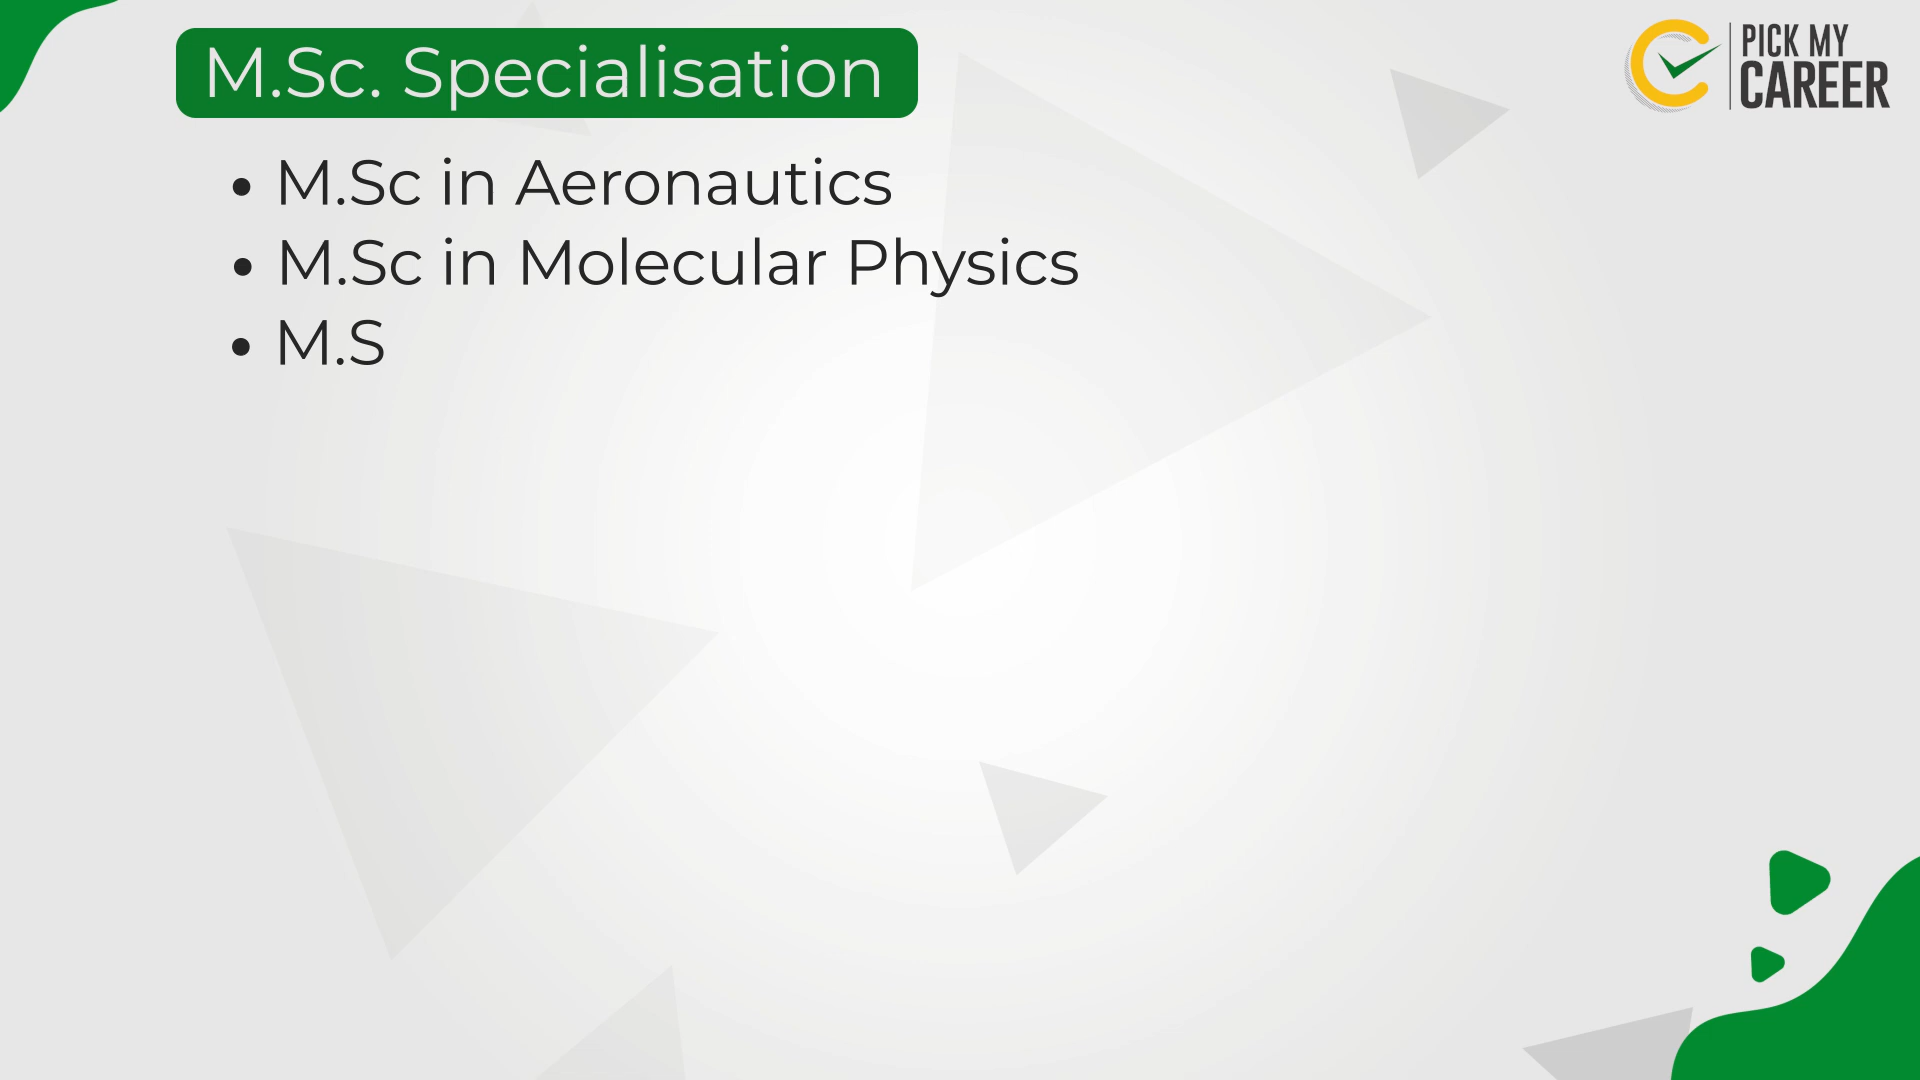 M.Sc. Specialisation
PICK MY
CAREER
• M.Sc in Aeronautics
• M.Sc in Molecular Physics
• M.S